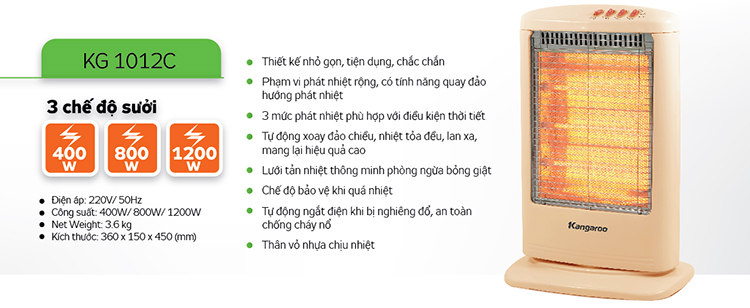 KG 1012C
3 chế độ sưởi
400 W
800 W
1200 W
• Điện áp: 220V/ 50Hz
• Công suất: 400W/ 800W/ 1200W
• Net Weight: 3.6 kg
• Kích thước: 360 x 150 x 450 (mm)
• Thiết kế nhỏ gọn, tiện dụng, chắc chắn
• Phạm vi phát nhiệt rộng, có tính năng quay đảo
hướng phát nhiệt
• 3 mức phát nhiệt phù hợp với điều kiện thời tiết
• Tự động xoay đảo chiều, nhiệt tỏa đều, lan xa,
mang lại hiệu quả cao
• Lưới tản nhiệt thông minh phòng ngừa bỏng giật
• Chế độ bảo vệ khi quá nhiệt
• Tự động ngắt điện khi bị nghiêng đổ, an toàn
chống cháy nổ
• Thân vỏ nhựa chịu nhiệt
Kangaroo